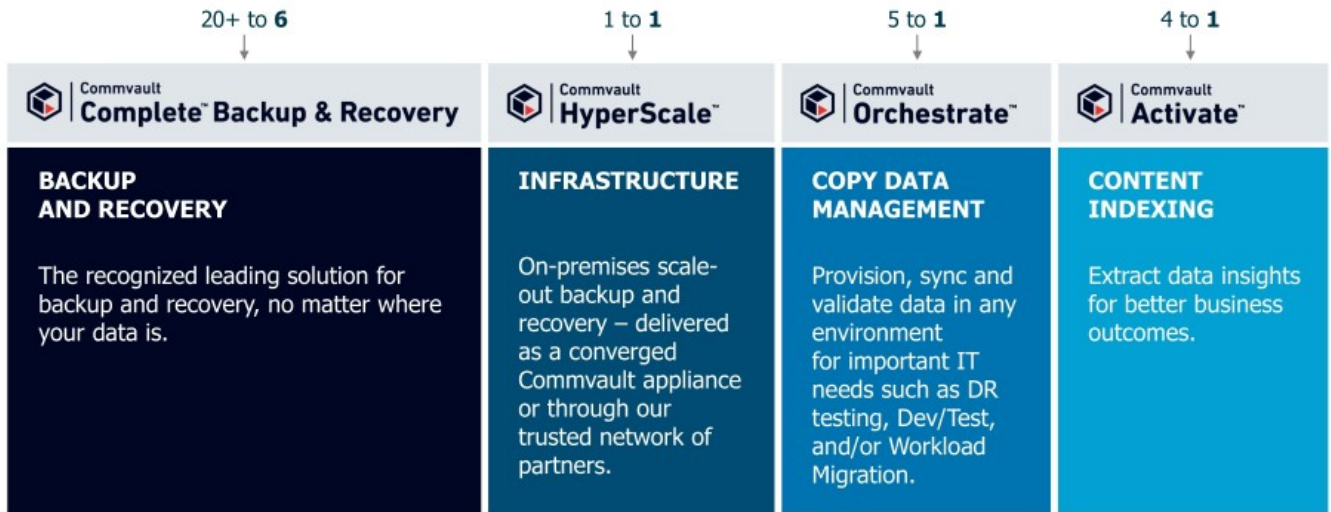 20+ to 6
Commvault
Complete™ Backup & Recovery
BACKUP
AND RECOVERY
The recognized leading solution for
backup and recovery, no matter where
your data is.
1 to 1
Commvault
HyperScale™
INFRASTRUCTURE
On-premises scale-
out backup and
recovery – delivered
as a converged
Commvault appliance
or through our
trusted network of
partners.
5 to 1
Commvault
Orchestrate™
COPY DATA
MANAGEMENT
Provision, sync and
validate data in any
environment
for important IT
needs such as DR
testing, Dev/Test,
and/or Workload
Migration.
4 to 1
Commvault
Activate™
CONTENT
INDEXING
Extract data insights
for better business
outcomes.